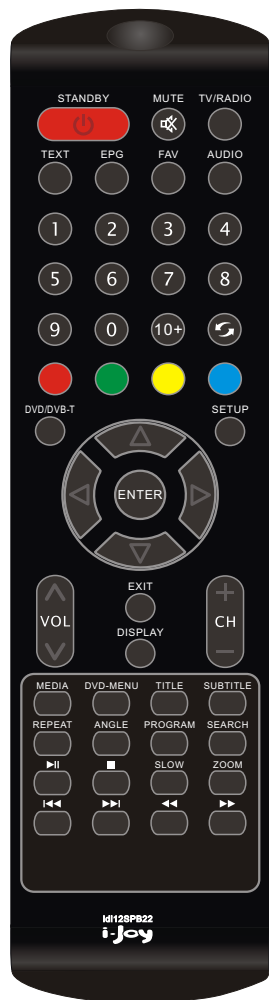 STANDBY MUTE TV/RADIO
TEXT EPG FAV AUDIO
1 2 3 4
5 6 7 8
9 0 10+
DVD/DVB-T SETUP
ENTER
EXIT
VOL CH
DISPLAY
MEDIA DVD-MENU TITLE SUBTITLE
REPEAT ANGLE PROGRAM SEARCH
SLOW ZOOM
idl12SPB22
i-Joy